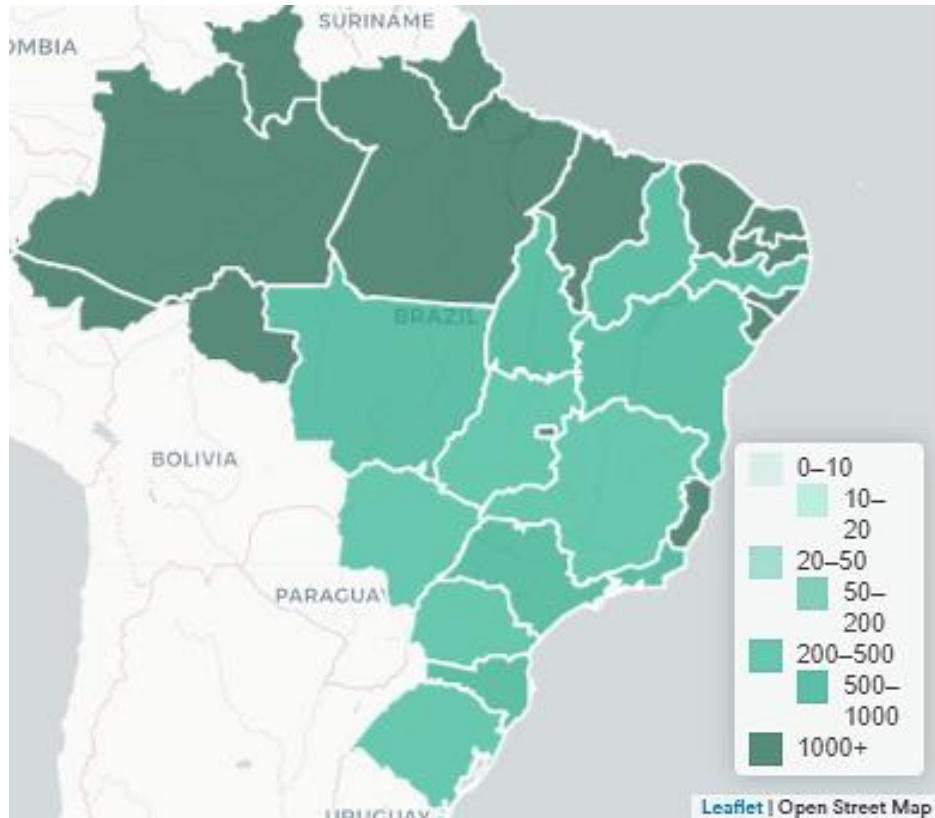 SURINAME
OMBIA
BRAZIL
BOLIVIA
PARAGUAY
URUGUAY
0–10
10–
20
20–50
50–
200
200–500
500–
1000
1000+
Leaflet | Open Street Map